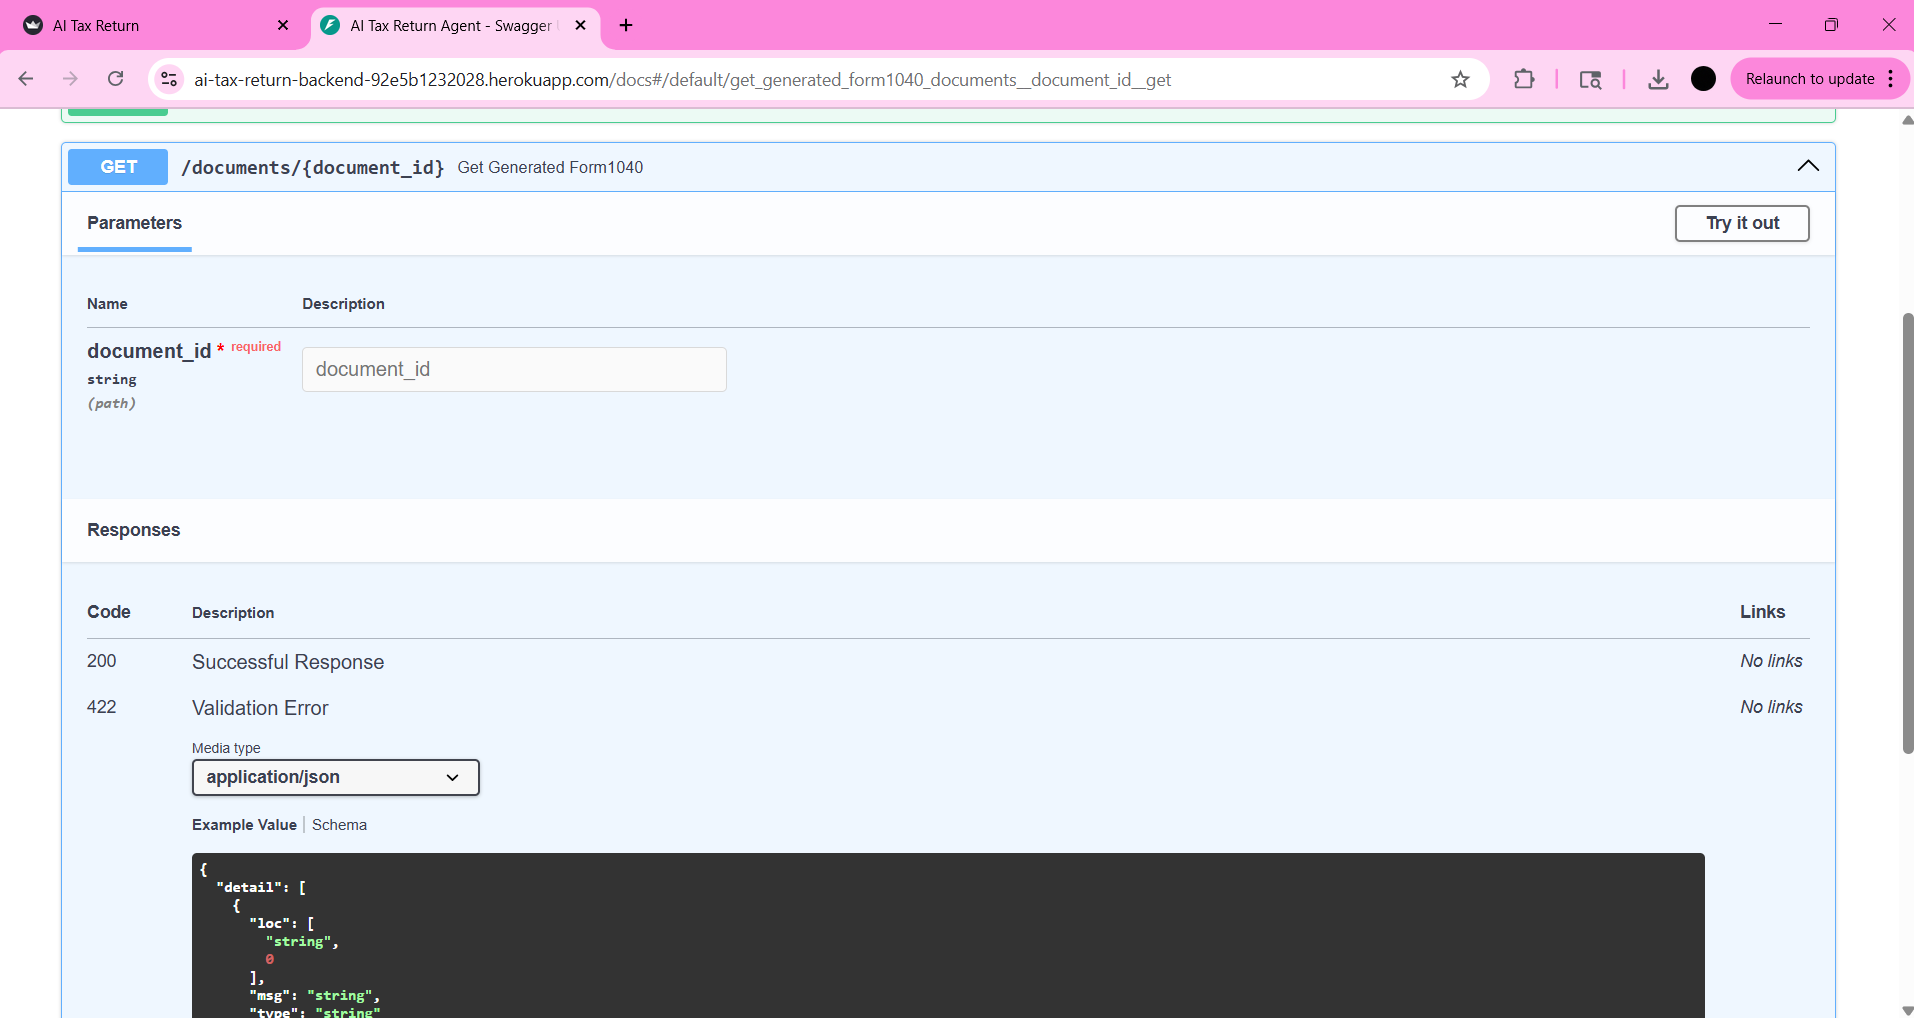 AI Tax Return
AI Tax Return Agent - Swagger
ai-tax-return-backend-92e5b1232028.herokuapp.com/docs#/default/get_generated_form1040_documents__document_id__get
Relaunch to update
GET /documents/{document_id} Get Generated Form1040
Parameters
Try it out
Name Description
document_id * required
string
(path)
document_id
Responses
Code Description Links
200 Successful Response No links
422 Validation Error No links
Media type
application/json
Example Value Schema
{
"detail": [
{
"loc": [
"string",
0
],
"msg": "string",
"type": "string"